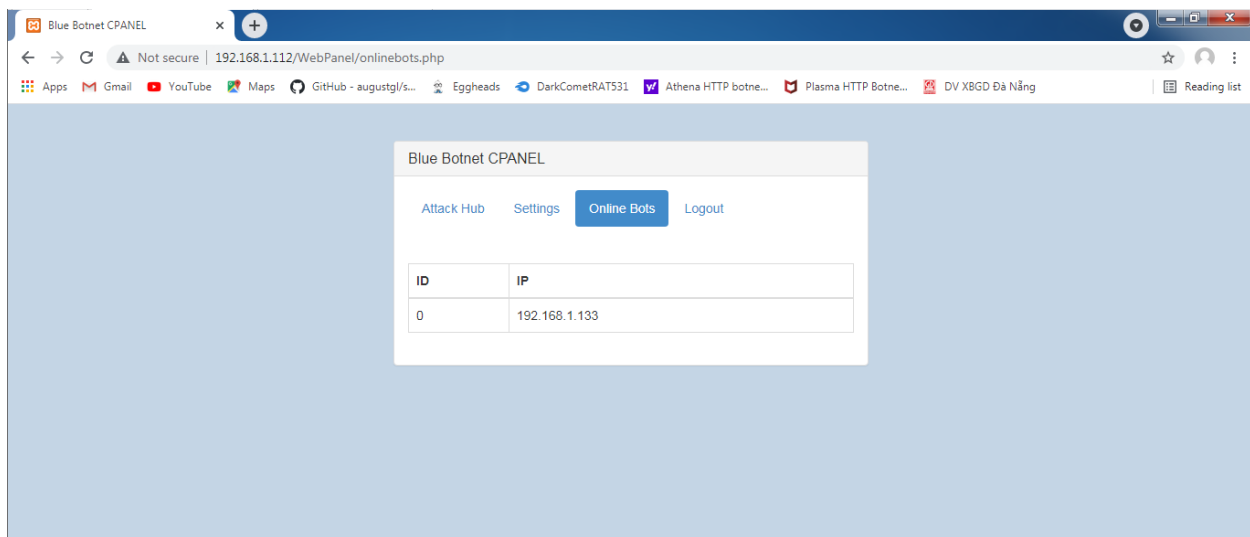 Blue Botnet CPANEL
Not secure | 192.168.1.112/WebPanel/onlinebots.php
Apps Gmail YouTube Maps GitHub - augustgl/s... Eggheads DarkCometRAT531 Athena HTTP botne... Plasma HTTP Botne... DV XBGD Đà Nẵng Reading list
Blue Botnet CPANEL
Attack Hub Settings Online Bots Logout
ID IP
0 192.168.1.133